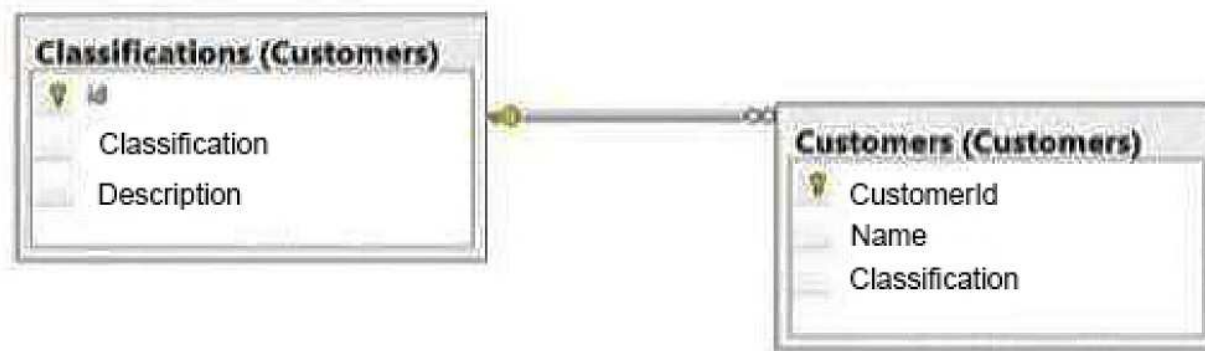 Classifications (Customers)
id
Classification
Description
Customers (Customers)
CustomerId
Name
Classification